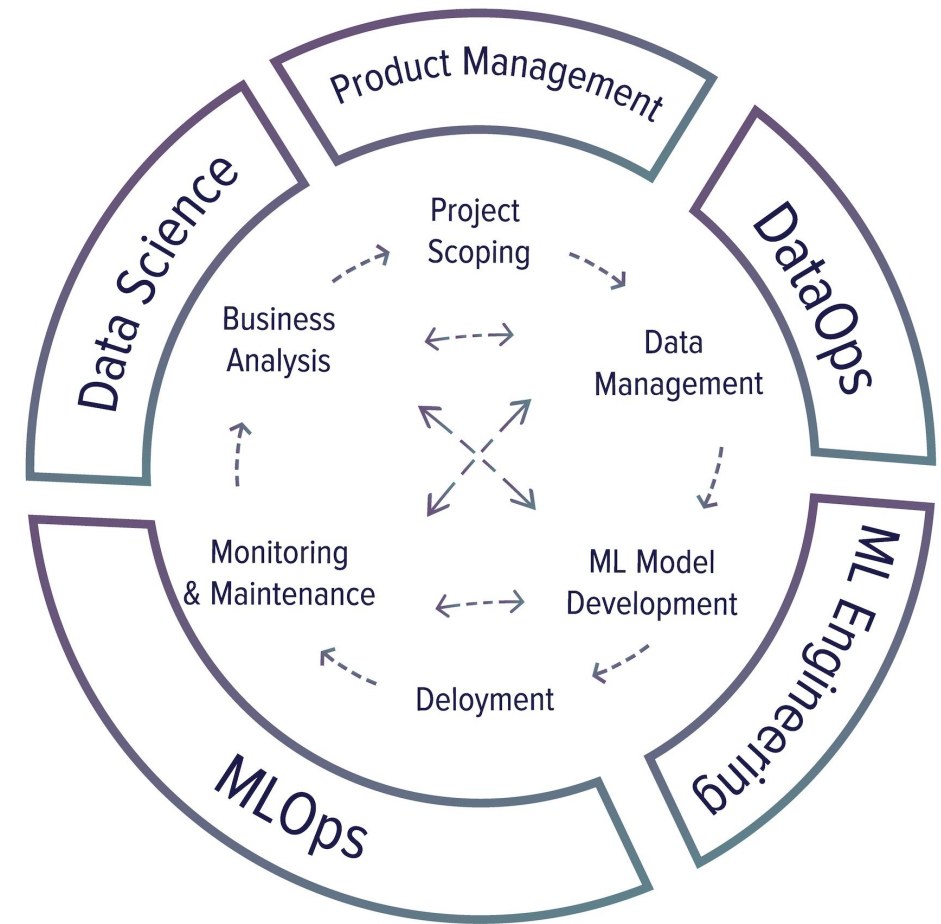 Product Management
Data Science
DataOps
Project
Scoping
Business
Analysis
Data
Management
Monitoring
& Maintenance
ML Model
Development
Deloyment
ML Engineering
MLOps